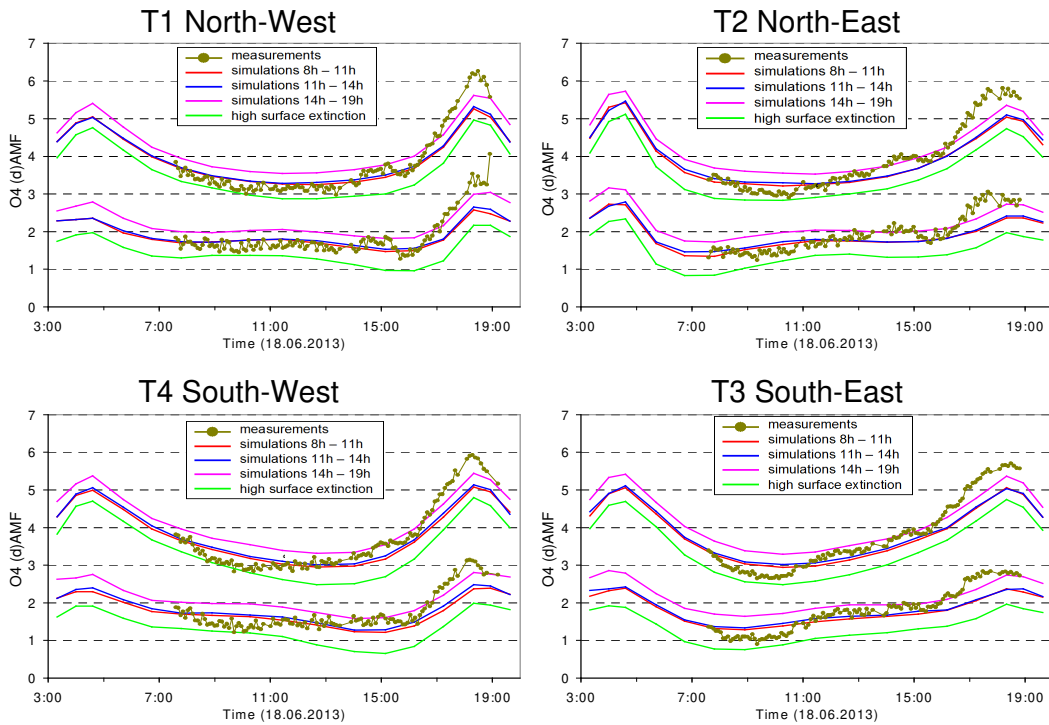 T1 North-West
7
6
5
4
3
2
1
0
O4 (d)AMF
measurements
simulations 8h – 11h
simulations 11h – 14h
simulations 14h – 19h
high surface extinction
3:00 7:00 11:00 15:00 19:00
Time (18.06.2013)
T2 North-East
7
6
5
4
3
2
1
0
O4 (d)AMF
measurements
simulations 8h – 11h
simulations 11h – 14h
simulations 14h – 19h
high surface extinction
3:00 7:00 11:00 15:00 19:00
Time (18.06.2013)
T4 South-West
7
6
5
4
3
2
1
0
O4 (d)AMF
measurements
simulations 8h – 11h
simulations 11h – 14h
simulations 14h – 19h
high surface extinction
3:00 7:00 11:00 15:00 19:00
Time (18.06.2013)
T3 South-East
7
6
5
4
3
2
1
0
O4 (d)AMF
measurements
simulations 8h – 11h
simulations 11h – 14h
simulations 14h – 19h
high surface extinction
3:00 7:00 11:00 15:00 19:00
Time (18.06.2013)